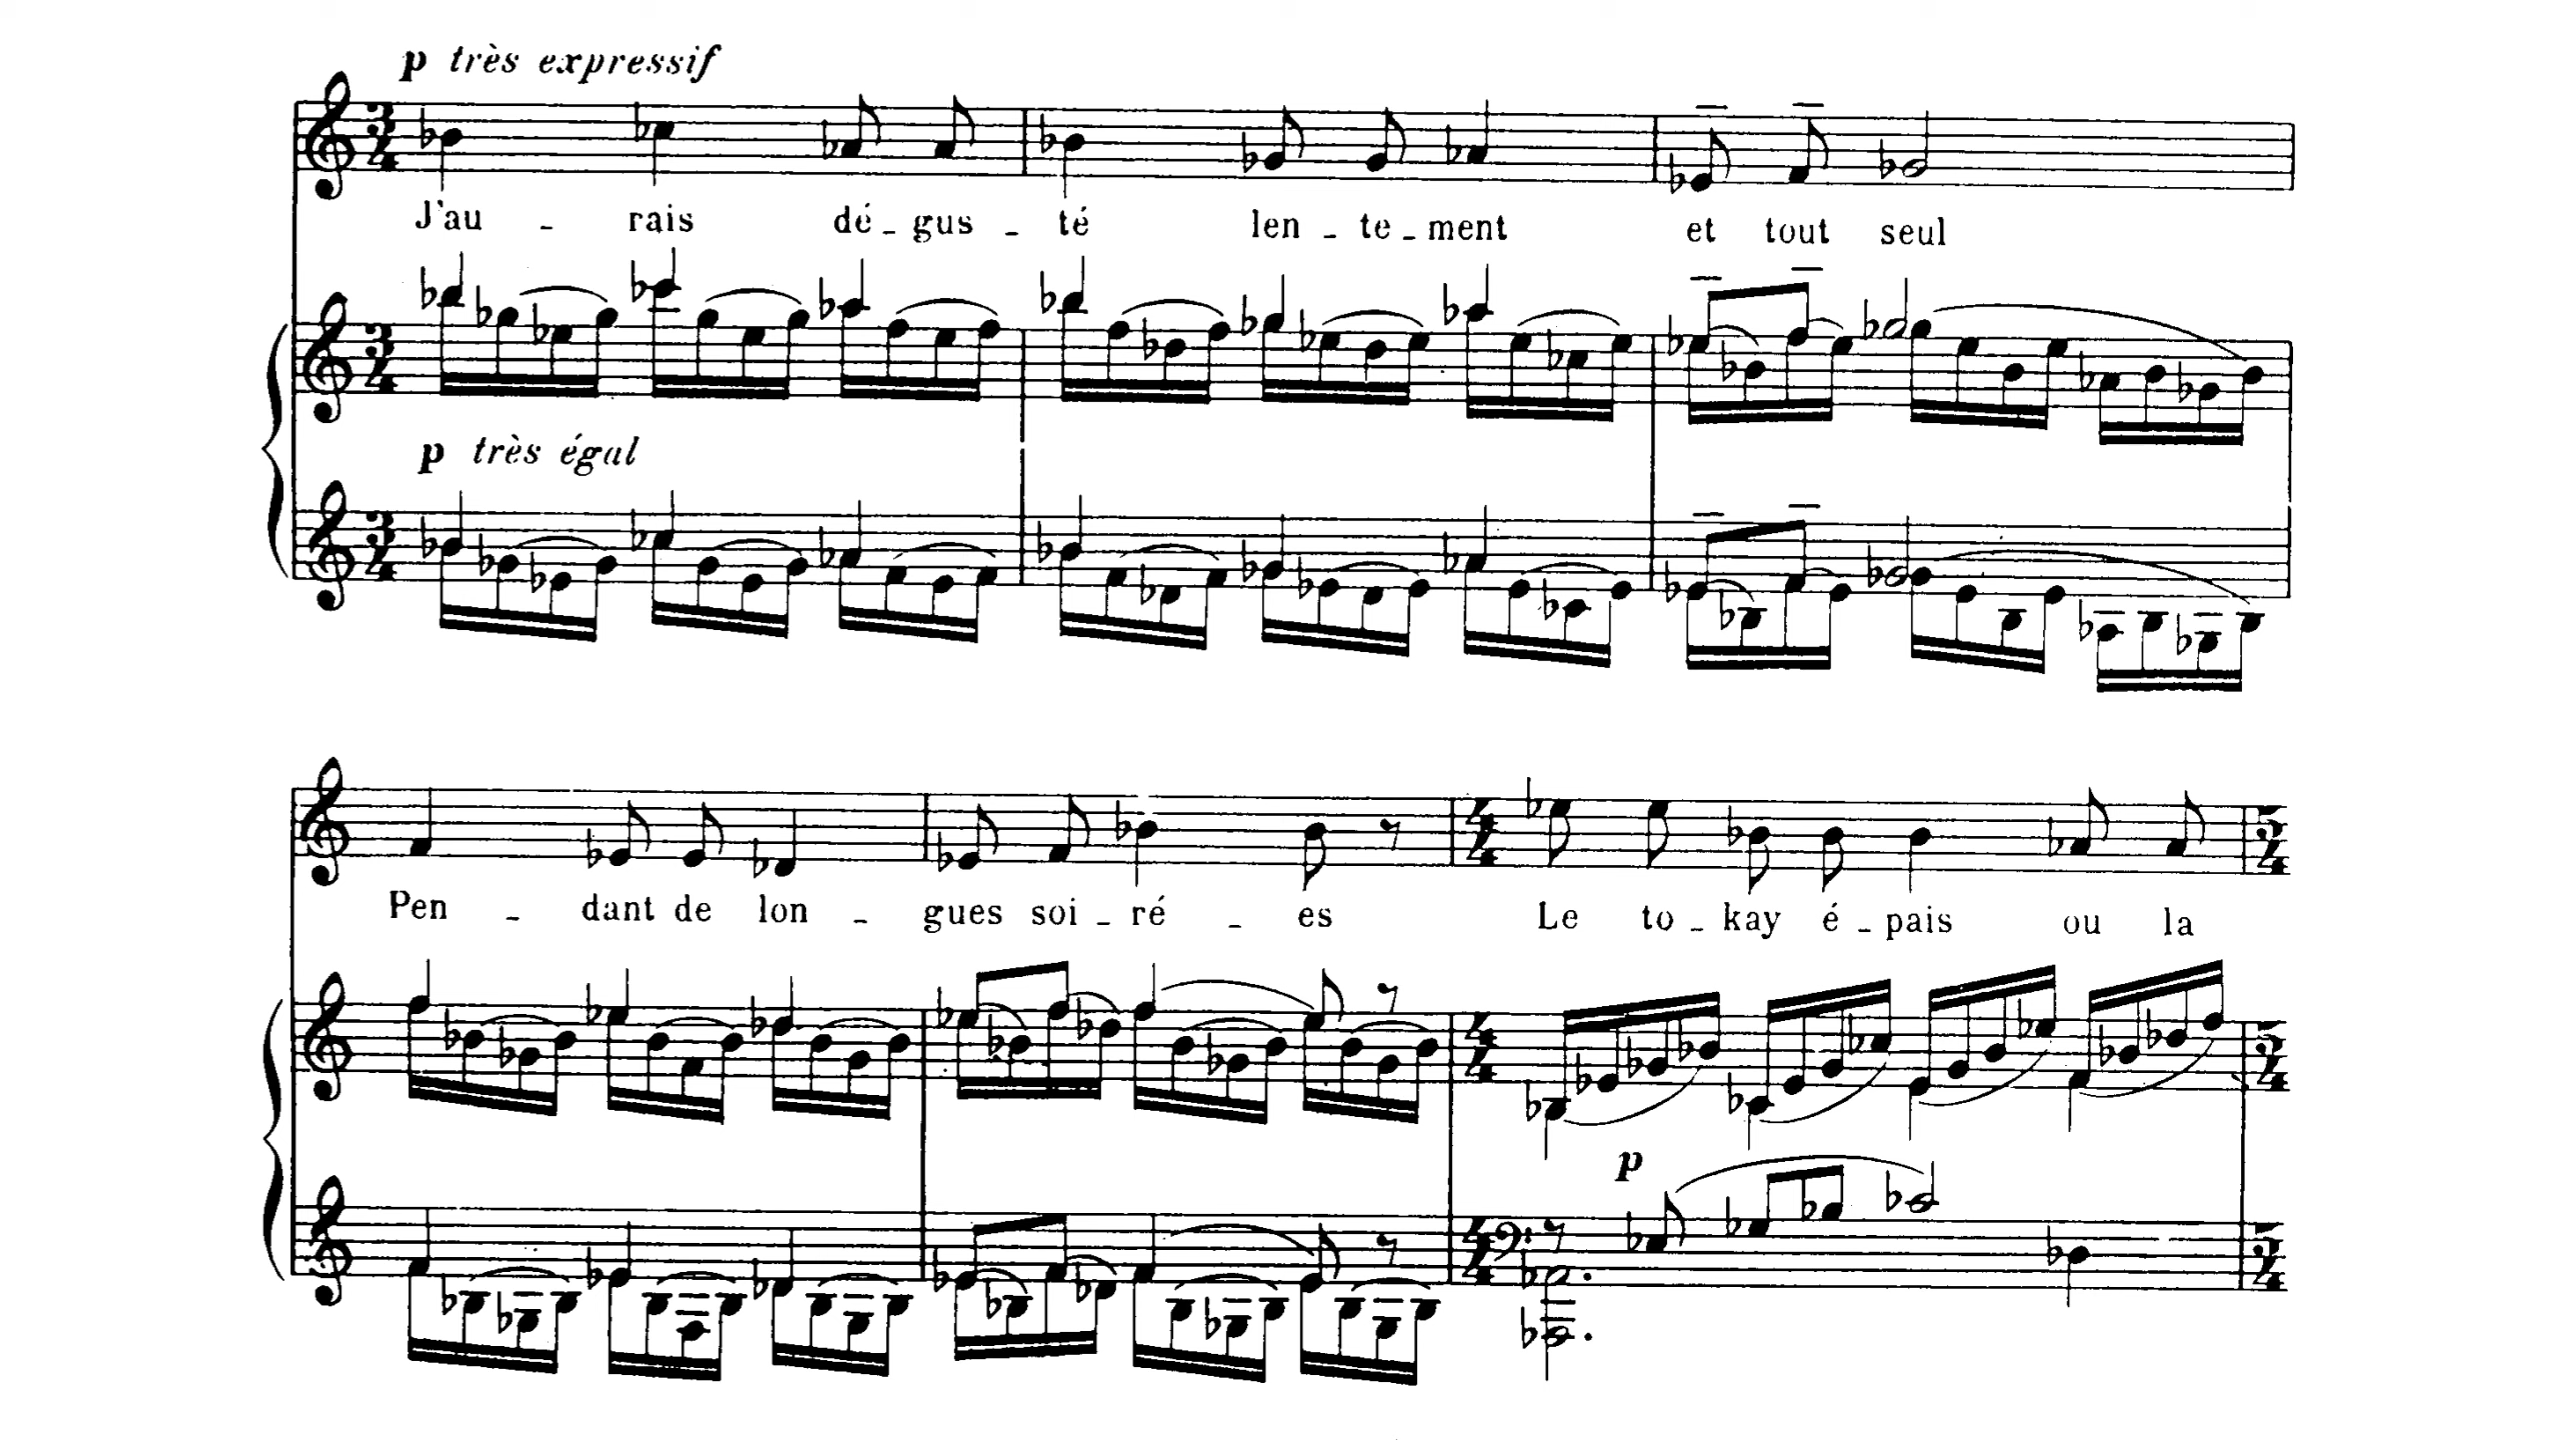 p très expressif
J'au - rais dé - gus - té len - te - ment et tout seul
p très égal
Pen - dant de lon - gues soi - ré - es Le to - kay é - pais ou la
p